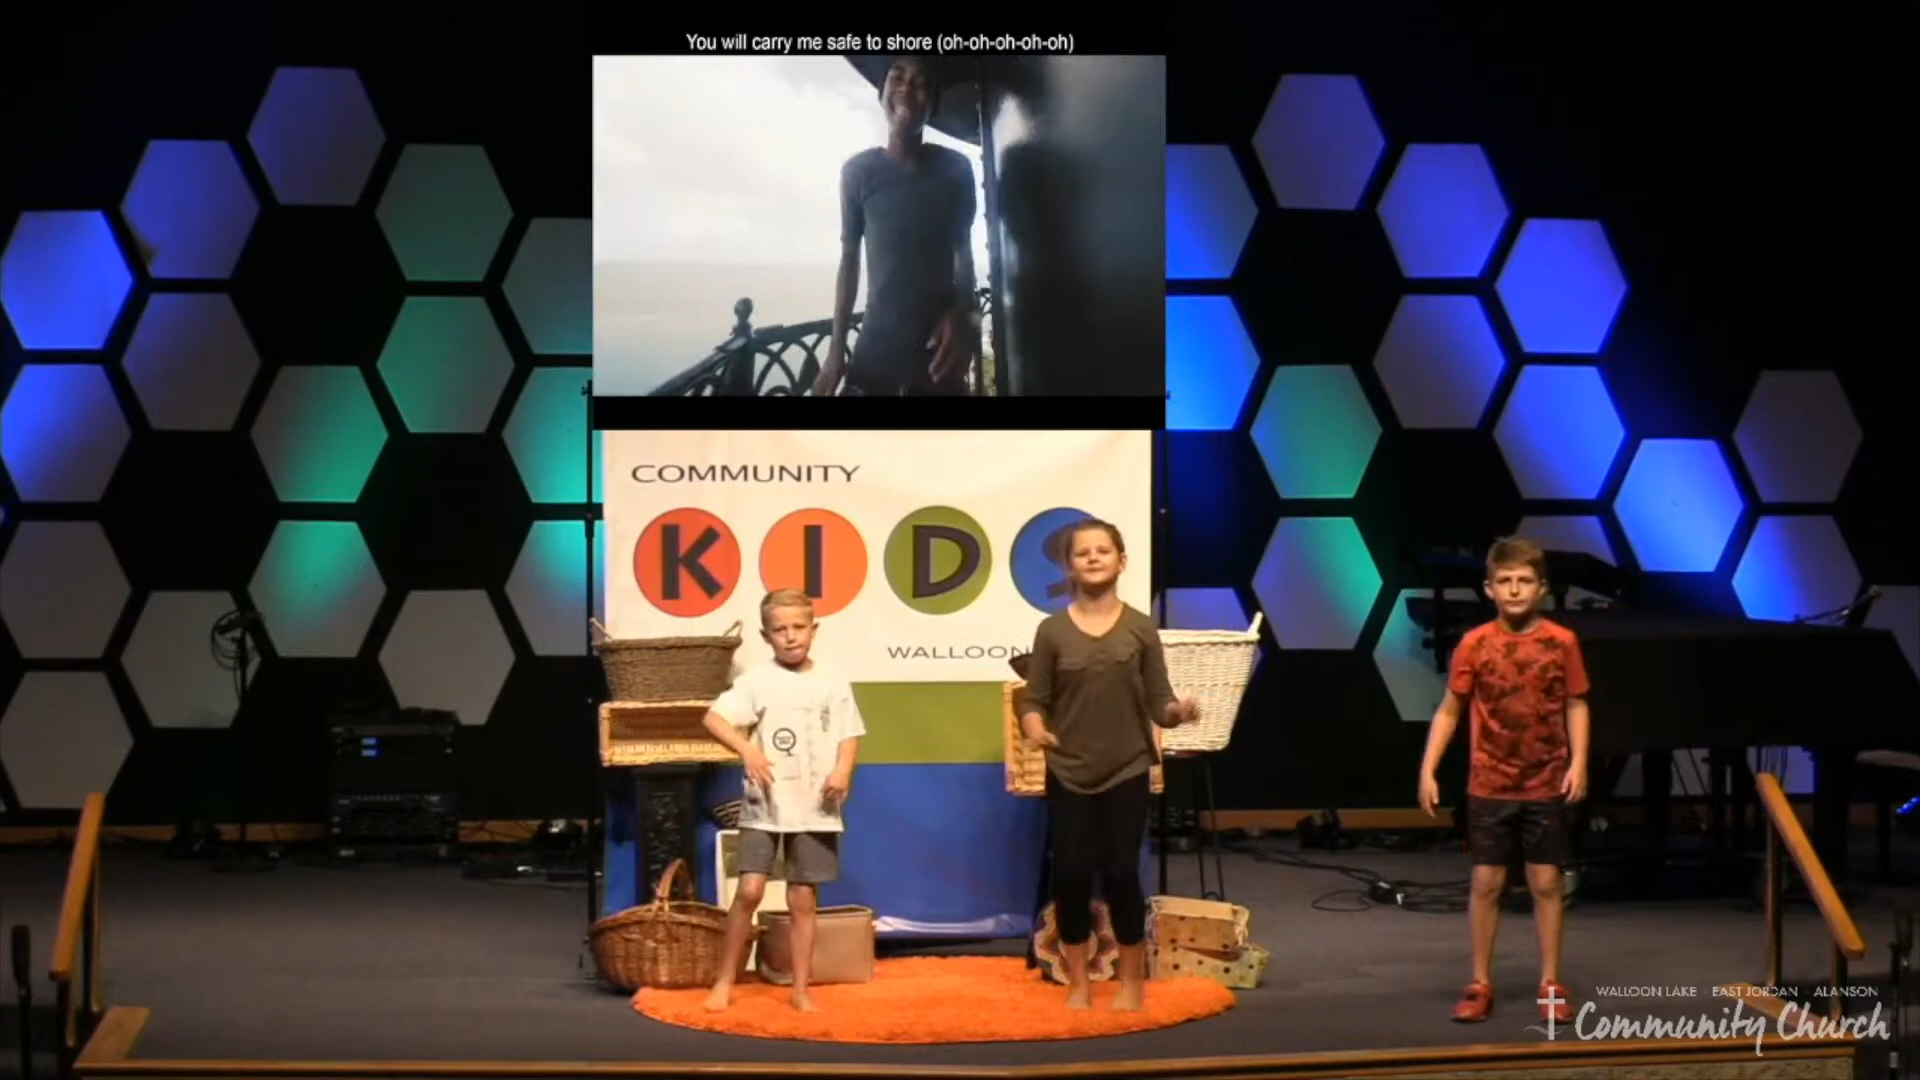 You will carry me safe to shore (oh-oh-oh-oh-oh)
COMMUNITY
KIDS
WALLOON
WALLOON LAKE EAST JORDAN ALANSON
Community Church